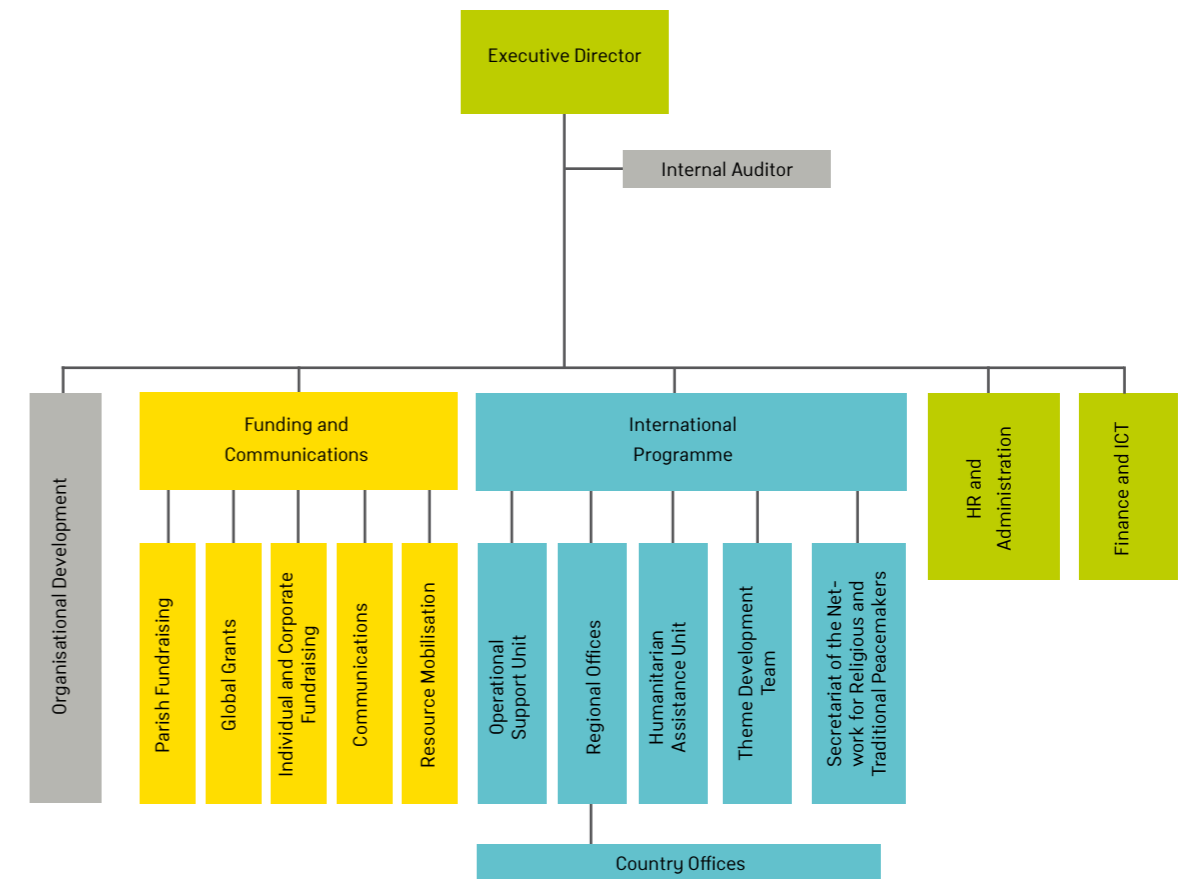 Executive Director
Internal Auditor
Organisational Development
Funding and
Communications
International
Programme
HR and
Administration
Finance and ICT
Parish Fundraising
Global Grants
Individual and Corporate
Fundraising
Communications
Resource Mobilisation
Operational
Support Unit
Regional Offices
Humanitarian
Assistance Unit
Theme Development
Team
Secretariat of the Net-
work for Religious and
Traditional Peacemakers
Country Offices